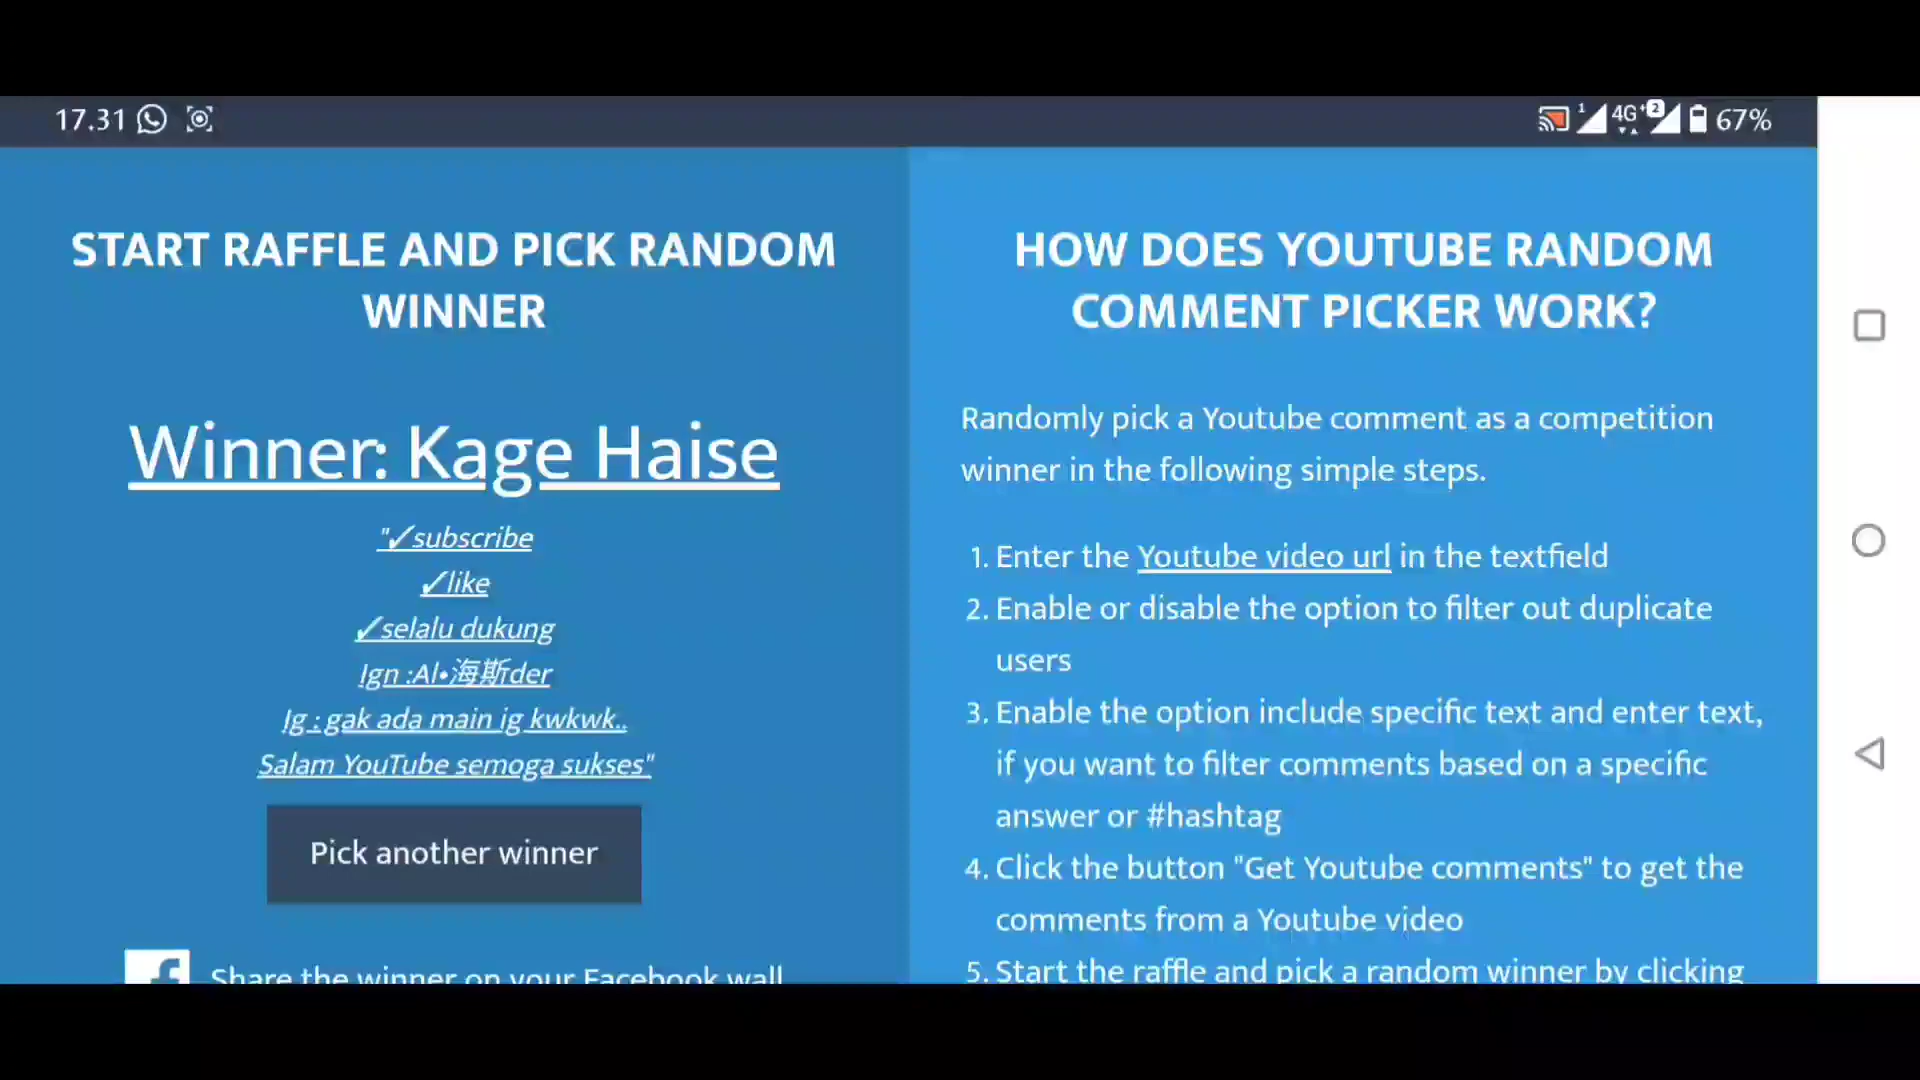 17.31
1 4G+ 2 67%
START RAFFLE AND PICK RANDOM
WINNER
Winner: Kage Haise
"✓subscribe
✓like
✓selalu dukung
Ign :Al•海斯der
Ig : gak ada main ig kwkwk..
Salam YouTube semoga sukses"
Pick another winner
Share the winner on your Facebook wall
HOW DOES YOUTUBE RANDOM
COMMENT PICKER WORK?
Randomly pick a Youtube comment as a competition
winner in the following simple steps.
1. Enter the Youtube video url in the textfield
2. Enable or disable the option to filter out duplicate
users
3. Enable the option include specific text and enter text,
if you want to filter comments based on a specific
answer or #hashtag
4. Click the button "Get Youtube comments" to get the
comments from a Youtube video
5. Start the raffle and pick a random winner by clicking